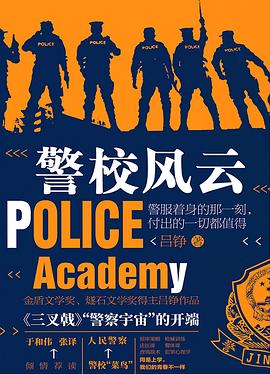 POLICE POLICE POLICE POLICE POLICE POLICE
警校风云
警服着身的那一刻，
付出的一切都值得
POLICE
<吕铮 著>
Academy
金盾文学奖、燧石文学奖得主吕铮作品
《三叉戟》“警察宇宙”的开端
于和伟 张译
倾情荐读
人民警察
警校“菜鸟”
同是上学，
我们的青春不一样
JIN